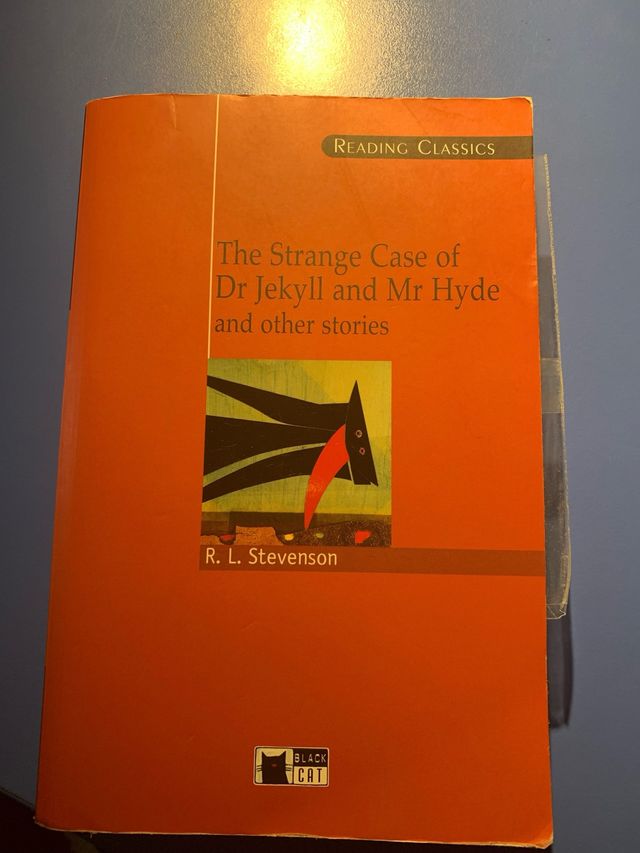 READING CLASSICS
The Strange Case of
Dr Jekyll and Mr Hyde
and other stories
R. L. Stevenson
BLACK
CAT